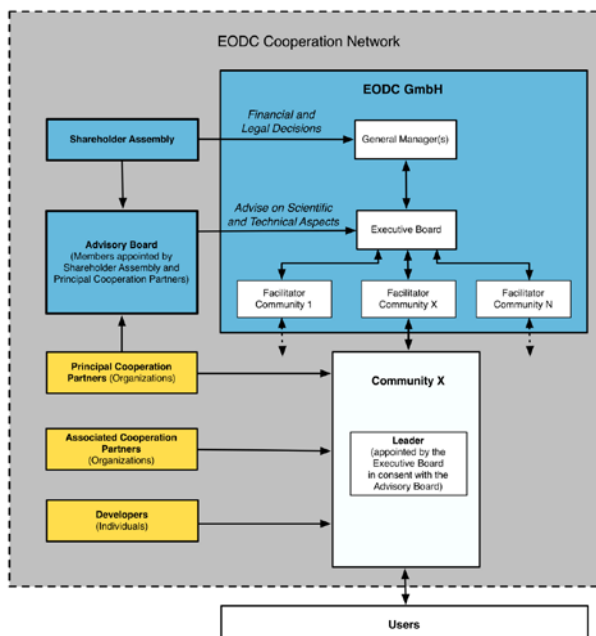 EODC Cooperation Network
EODC GmbH
Financial and
Legal Decisions
Shareholder Assembly
General Manager(s)
Advise on Scientific
and Technical Aspects
Advisory Board
(Members appointed by
Shareholder Assembly and
Principal Cooperation Partners)
Executive Board
Facilitator
Community 1
Facilitator
Community X
Facilitator
Community N
Principal Cooperation
Partners (Organizations)
Community X
Associated Cooperation
Partners
(Organizations)
Leader
(appointed by the
Executive Board
in consent with the
Advisory Board)
Developers
(Individuals)
Users